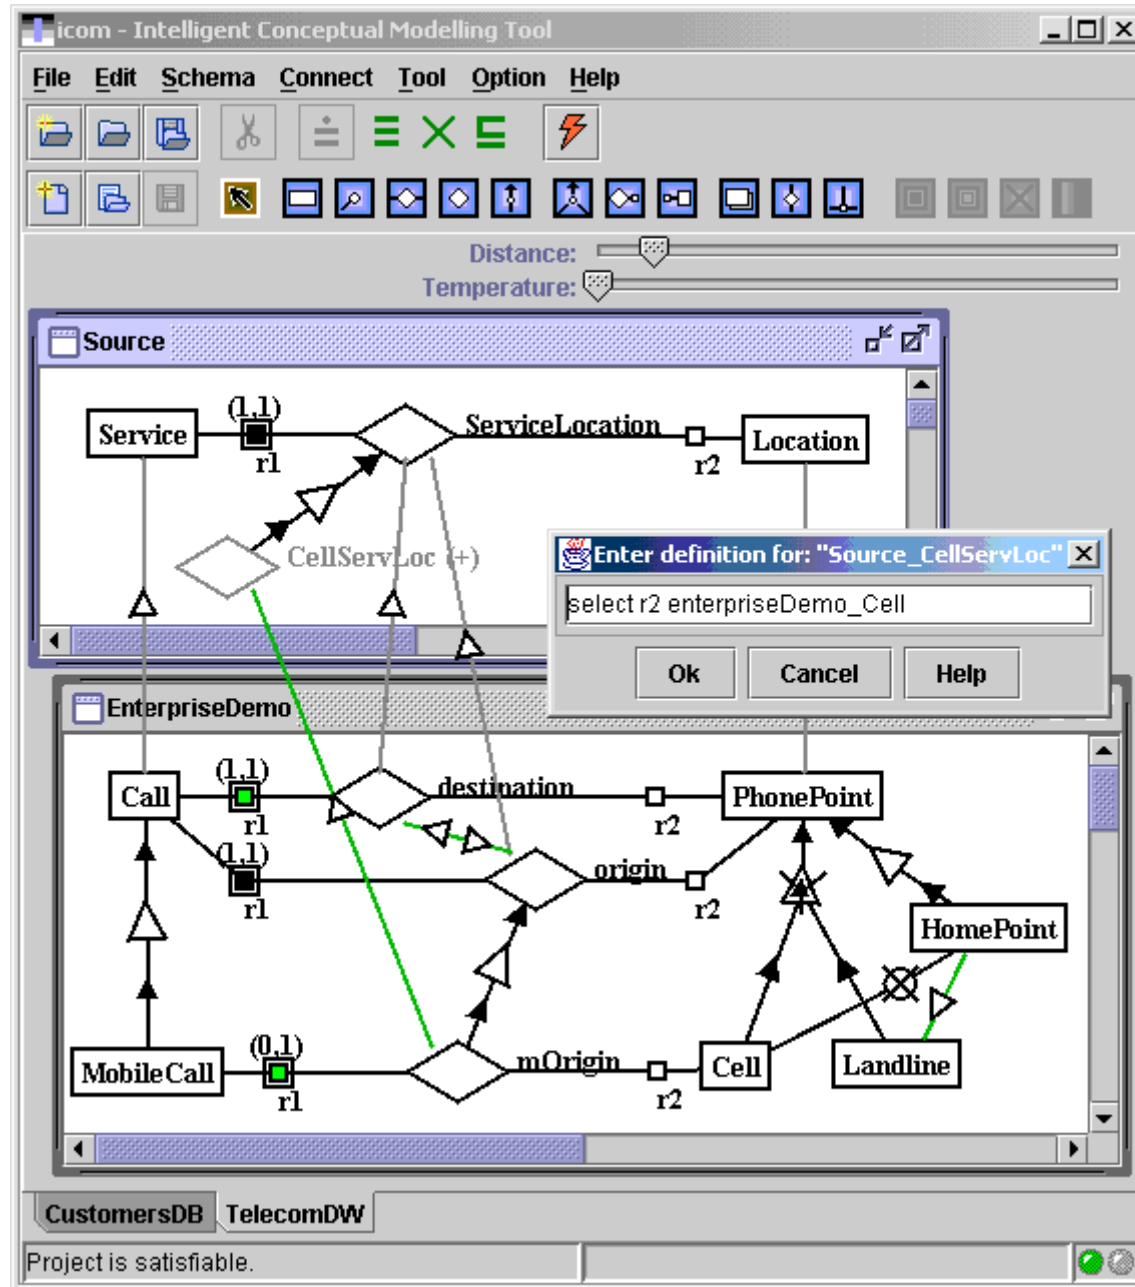 icom - Intelligent Conceptual Modelling Tool
File Edit Schema Connect Tool Option Help
Distance:
Temperature:
Source
(1,1)
Service
ServiceLocation
Location
r1
r2
CellServLoc (+)
Enter definition for: "Source_CellServLoc"
select r2 enterpriseDemo_Cell
Ok Cancel Help
EnterpriseDemo
(1,1)
Call
destination
PhonePoint
r1
r2
(1,1)
origin
r1
r2
HomePoint
(0,1)
MobileCall
mOrigin
Cell
Landline
r1
r2
CustomersDB TelecomDW
Project is satisfiable.